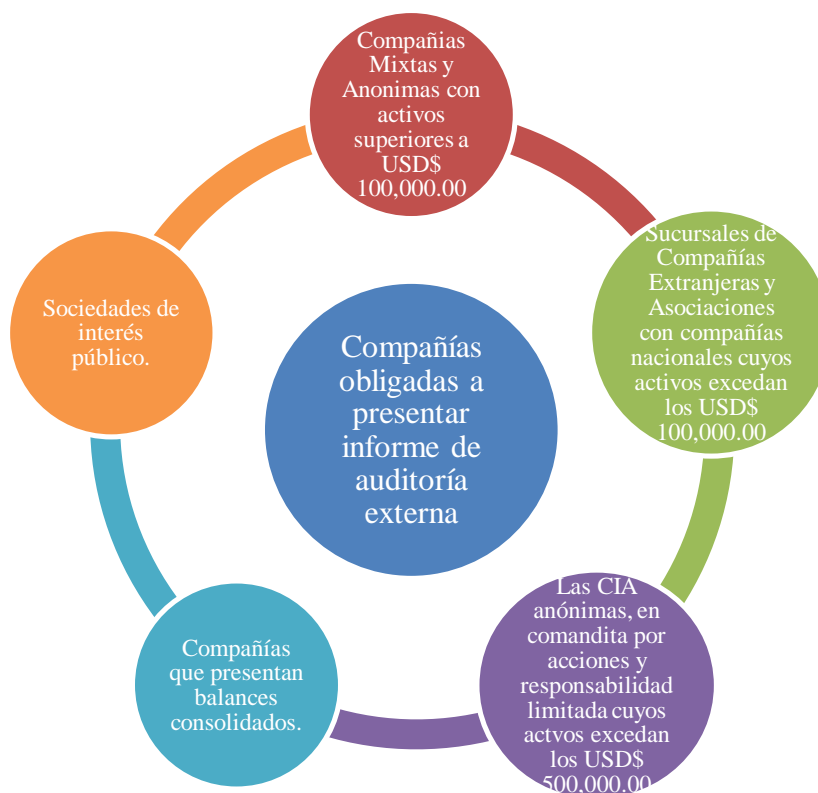 Compañias
Mixtas y
Anonimas con
activos
superiores a
USD$
100,000.00
Sucursales de
Compañías
Extranjeras y
Asociaciones
con compañías
nacionales cuyos
activos excedan
los USD$
100,000.00
Las CIA
anónimas, en
comandita por
acciones y
responsabilidad
limitada cuyos
actvos excedan
los USD$
500,000.00
Compañías
que presentan
balances
consolidados.
Sociedades de
interés
público.
Compañías
obligadas a
presentar
informe de
auditoría
externa